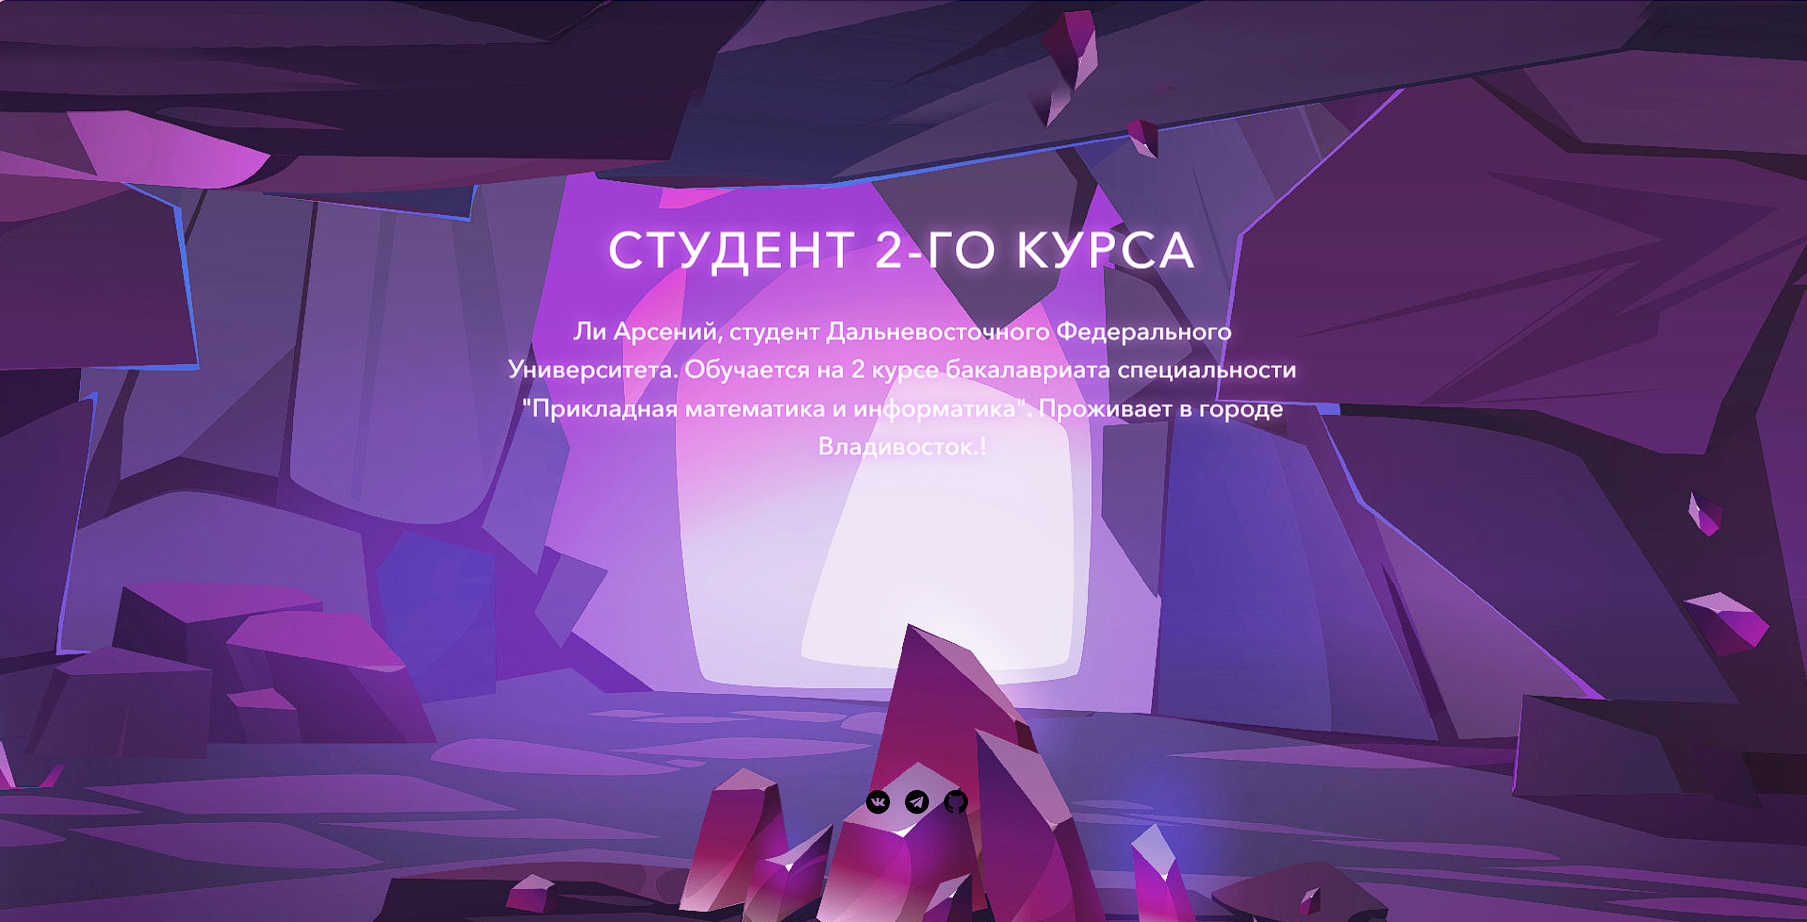 СТУДЕНТ 2-ГО КУРСА
Ли Арсений, студент Дальневосточного Федерального
Университета. Обучается на 2 курсе бакалавриата специальности
"Прикладная математика и информатика". Проживает в городе
Владивосток.!